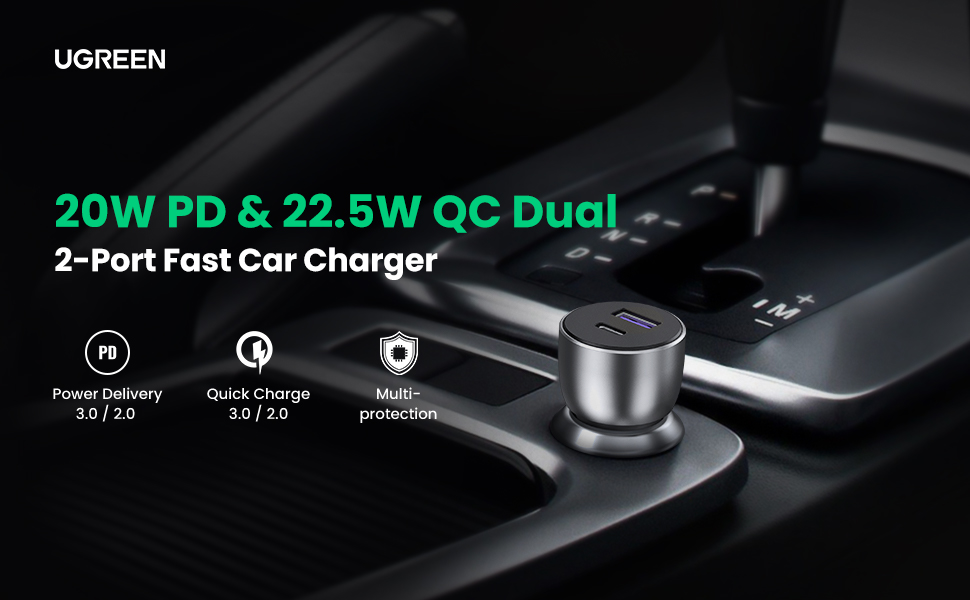 UGREEN
20W PD & 22.5W QC Dual
2-Port Fast Car Charger
PD
Power Delivery
3.0 / 2.0
Quick Charge
3.0 / 2.0
Multi-
protection
P
R
N
D
+
M